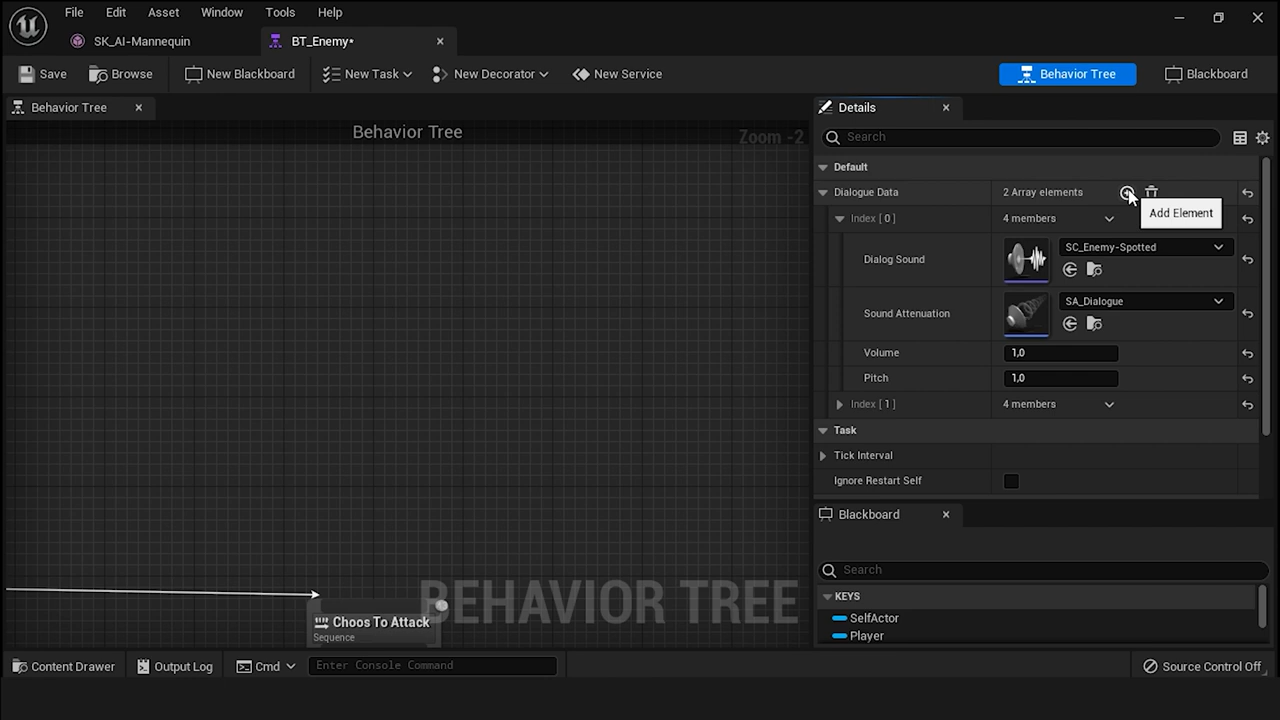 File Edit Asset Window Tools Help
SK_AI-Mannequin
BT_Enemy*
Save Browse New Blackboard New Task New Decorator New Service Behavior Tree Blackboard
Behavior Tree
Details
Behavior Tree
Zoom -2
Search
Default
Dialogue Data 2 Array elements
Add Element
Index [ 0 ] 4 members
Dialog Sound SC_Enemy-Spotted
Sound Attenuation SA_Dialogue
Volume 1,0
Pitch 1,0
Index [ 1 ] 4 members
Task
Tick Interval
Ignore Restart Self
Blackboard
Search
KEYS
SelfActor
Player
BEHAVIOR TREE
Choos To Attack
Sequence
Content Drawer Output Log Cmd Enter Console Command Source Control Off